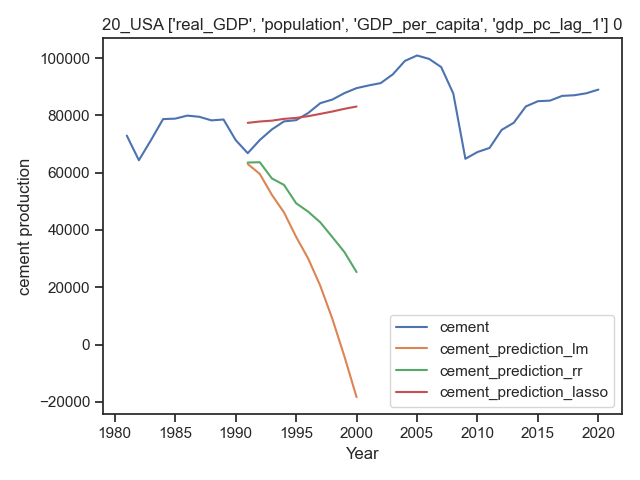 20_USA ['real_GDP', 'population', 'GDP_per_capita', 'gdp_pc_lag_1'] 0
100000
80000
60000
40000
20000
0
−20000
cement production
1980
1985
1990
1995
2000
2005
2010
2015
2020
Year
cement
cement_prediction_lm
cement_prediction_rr
cement_prediction_lasso